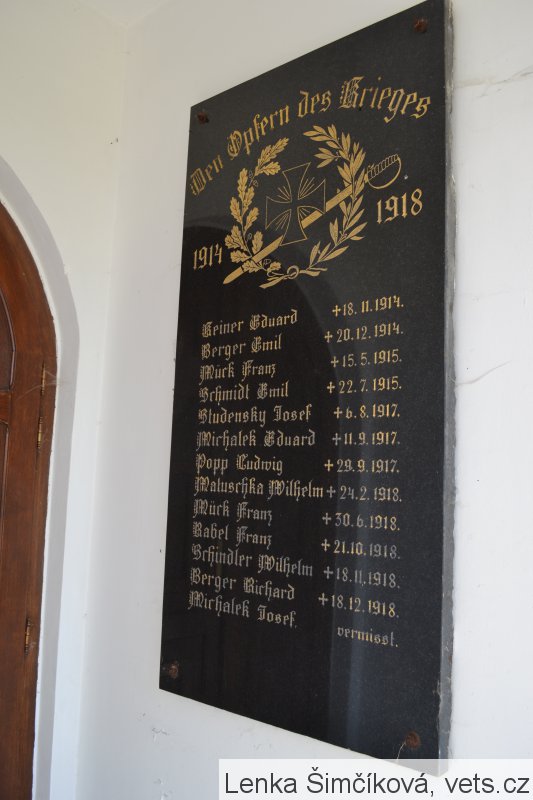 Den Opfern des Krieges
1914 1918
Keiner Eduard +18.11.1914.
Berger Emil +20.12.1914.
Mück Franz +15.5.1915.
Schmidt Emil +22.7.1915.
Studensky Josef +6.8.1917.
Michalek Eduard +11.9.1917.
Popp Ludwig +29.9.1917.
Matuschka Wilhelm +24.2.1918.
Mück Franz +30.6.1918.
Babel Franz +21.10.1918.
Schindler Wilhelm +18.11.1918.
Berger Richard +18.12.1918.
Michalek Josef. vermisst.
Lenka Šimčíková, vets.cz